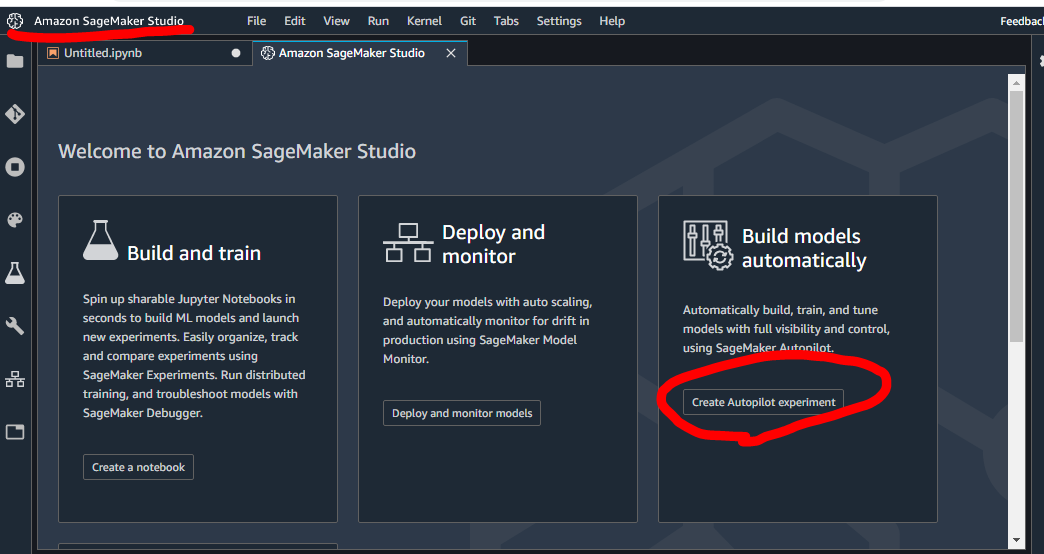 Amazon SageMaker Studio File Edit View Run Kernel Git Tabs Settings Help
Untitled.ipynb Amazon SageMaker Studio
Welcome to Amazon SageMaker Studio
Build and train
Spin up sharable Jupyter Notebooks in
seconds to build ML models and launch
new experiments. Easily organize, track
and compare experiments using
SageMaker Experiments. Run distributed
training, and troubleshoot models with
SageMaker Debugger.
Create a notebook
Deploy and
monitor
Deploy your models with auto scaling,
and automatically monitor for drift in
production using SageMaker Model
Monitor.
Deploy and monitor models
Build models
automatically
Automatically build, train, and tune
models with full visibility and control,
using SageMaker Autopilot.
Create Autopilot experiment